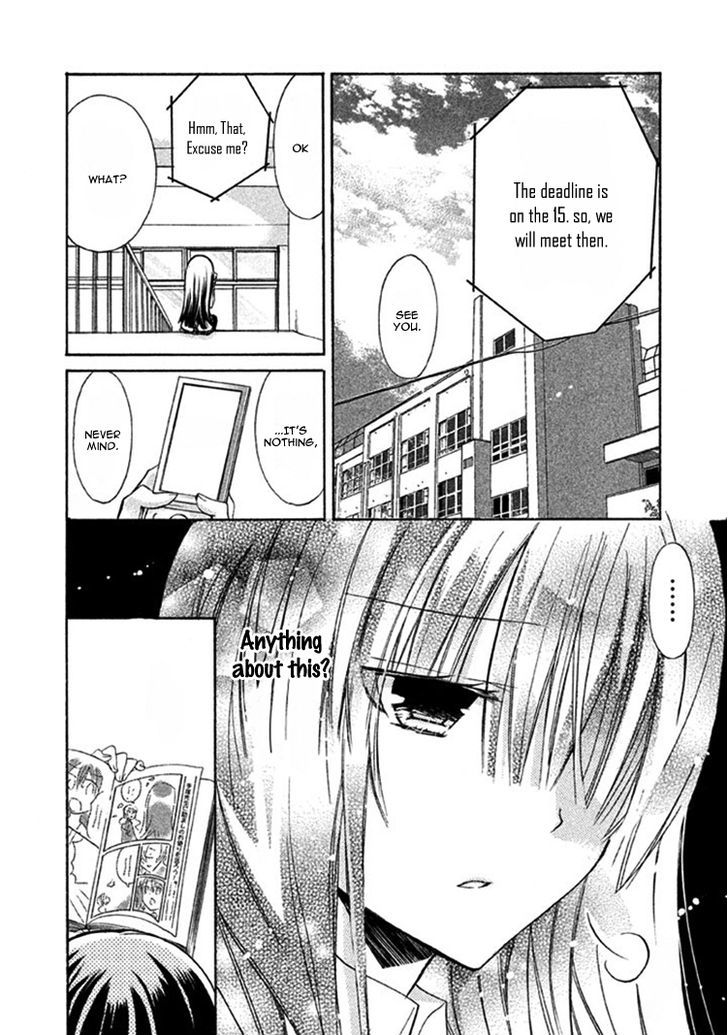 The deadline is
on the 15. so, we
will meet then.
SEE
YOU.
OK
Hmm, That,
Excuse me?
WHAT?
...IT'S
NOTHING,
NEVER
MIND.
......
Anything
about this?